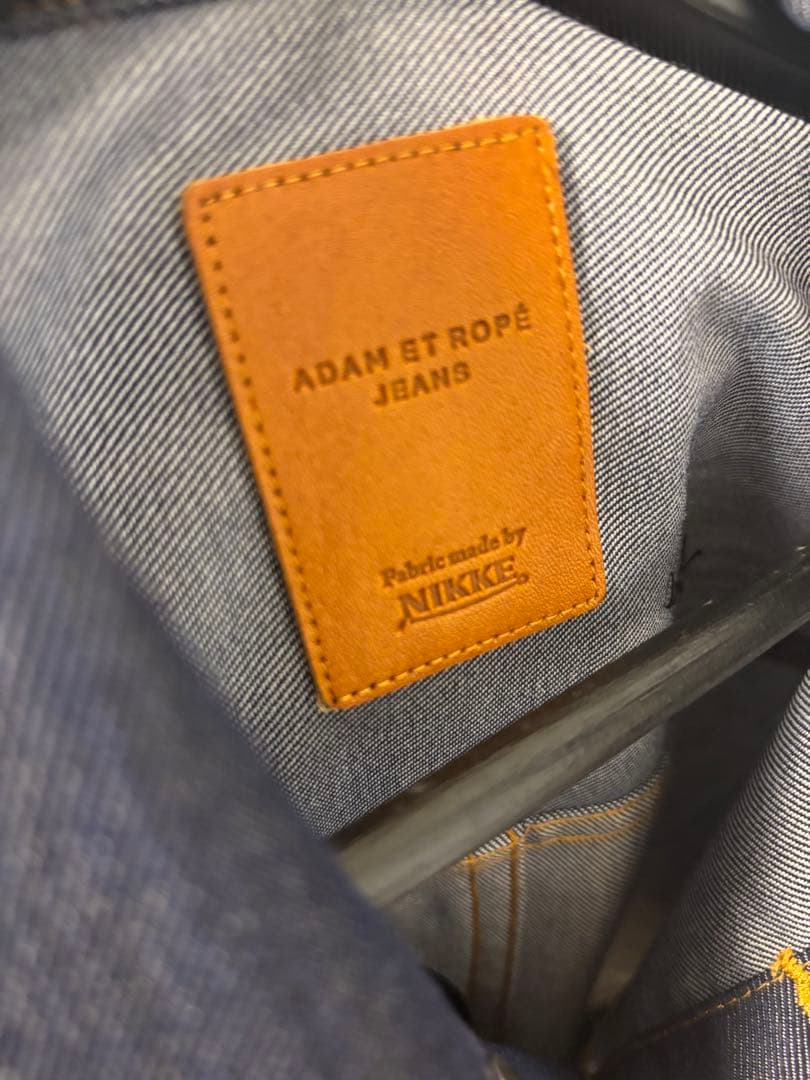 ADAM ET ROPÉ
JEANS
Fabric made by
NIKKE